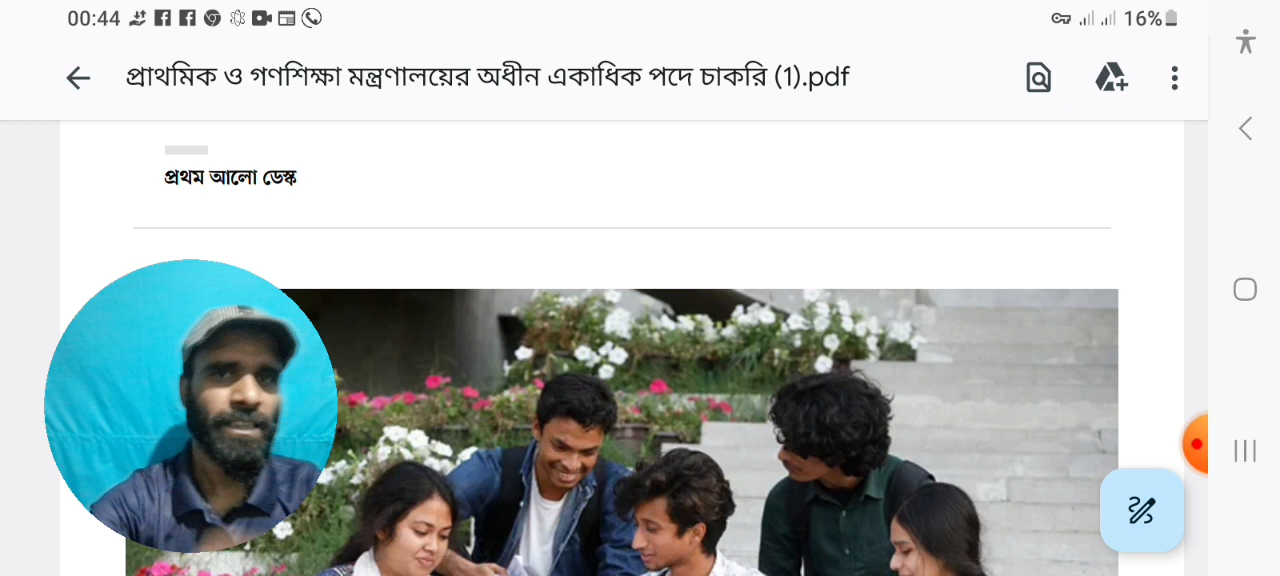 00:44
16%
প্রাথমিক ও গণশিক্ষা মন্ত্রণালয়ের অধীন একাধিক পদে চাকরি (1).pdf
প্রথম আলো ডেস্ক